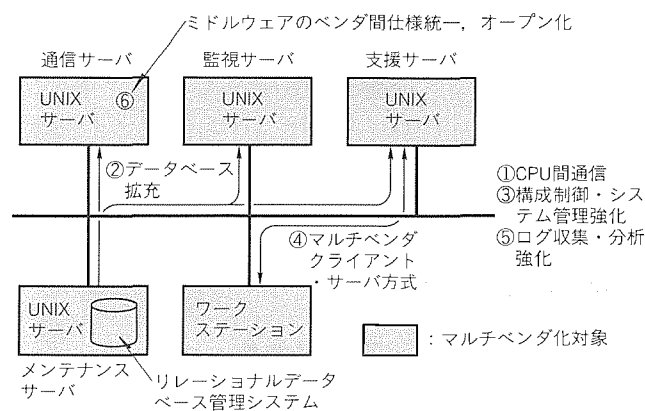 ミドルウェアのベンダ間仕様統一，オープン化
通信サーバ
監視サーバ
支援サーバ
UNIX
サーバ
⑥
UNIX
サーバ
UNIX
サーバ
②データベース
拡充
①CPU間通信
③構成制御・シス
テム管理強化
⑤ログ収集・分析
強化
④マルチベンダ
クライアント
・サーバ方式
UNIX
サーバ
ワーク
ステーション
：マルチベンダ化対象
メンテナンス
サーバ
リレーショナルデータ
ベース管理システム